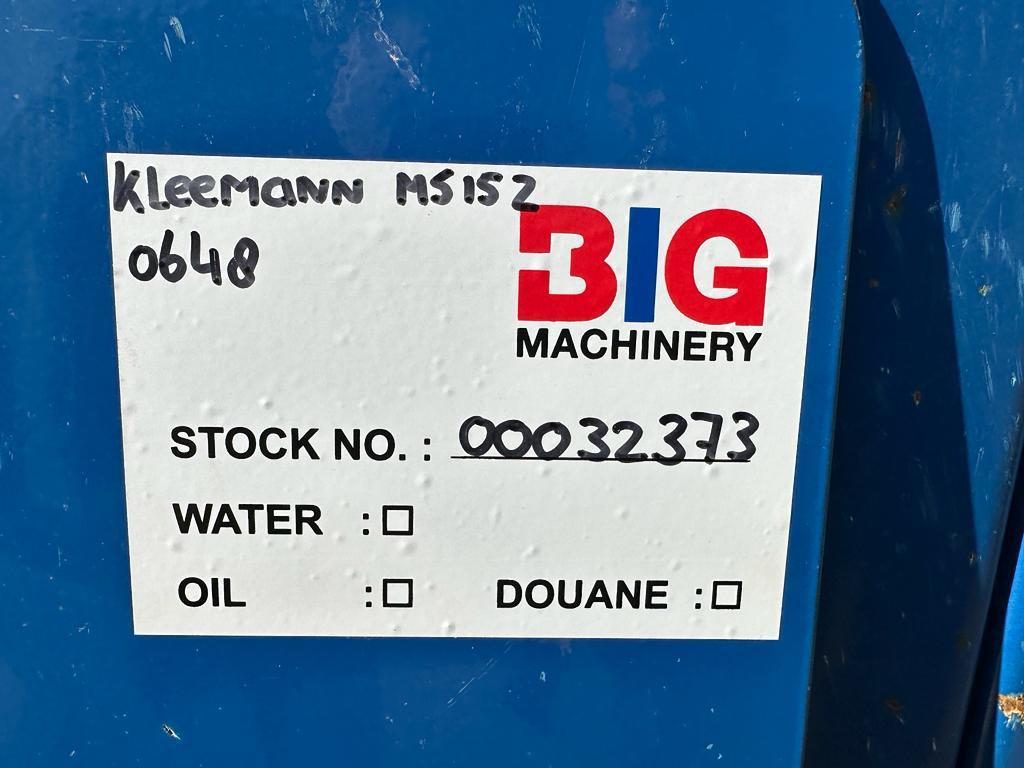 KLeeMANN MS152
0648
BIG
MACHINERY
STOCK NO. : 00032373
WATER :☐
OIL :☐ DOUANE :☐